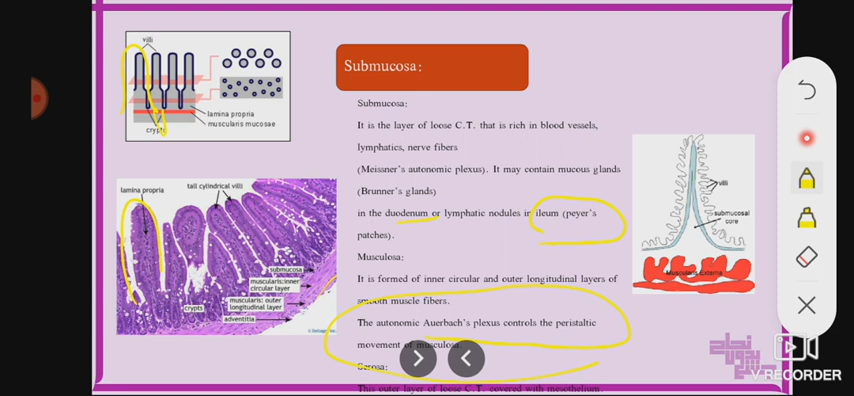 villi
lamina propria
muscularis mucosae
crypts
lamina propria
tall cylindrical villi
submucosa
muscularis:inner
circular layer
muscularis: outer
longitudinal layer
crypts
adventitia
Submucosa:
Submucosa:
It is the layer of loose C.T. that is rich in blood vessels,
lymphatics, nerve fibers
(Meissner's autonomic plexus). It may contain mucous glands
(Brunner's glands)
in the duodenum or lymphatic nodules in ileum (peyer's
patches).
Musculosa:
It is formed of inner circular and outer longitudinal layers of
smooth muscle fibers.
The autonomic Auerbach's plexus controls the peristaltic
movement of musculosa.
Serosa:
This outer layer of loose C.T. covered with mesothelium.
villi
submucosal
core
Muscularis Externa
V RECORDER